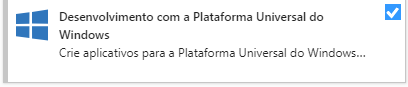 Desenvolvimento com a Plataforma Universal do
Windows
Crie aplicativos para a Plataforma Universal do Windows...